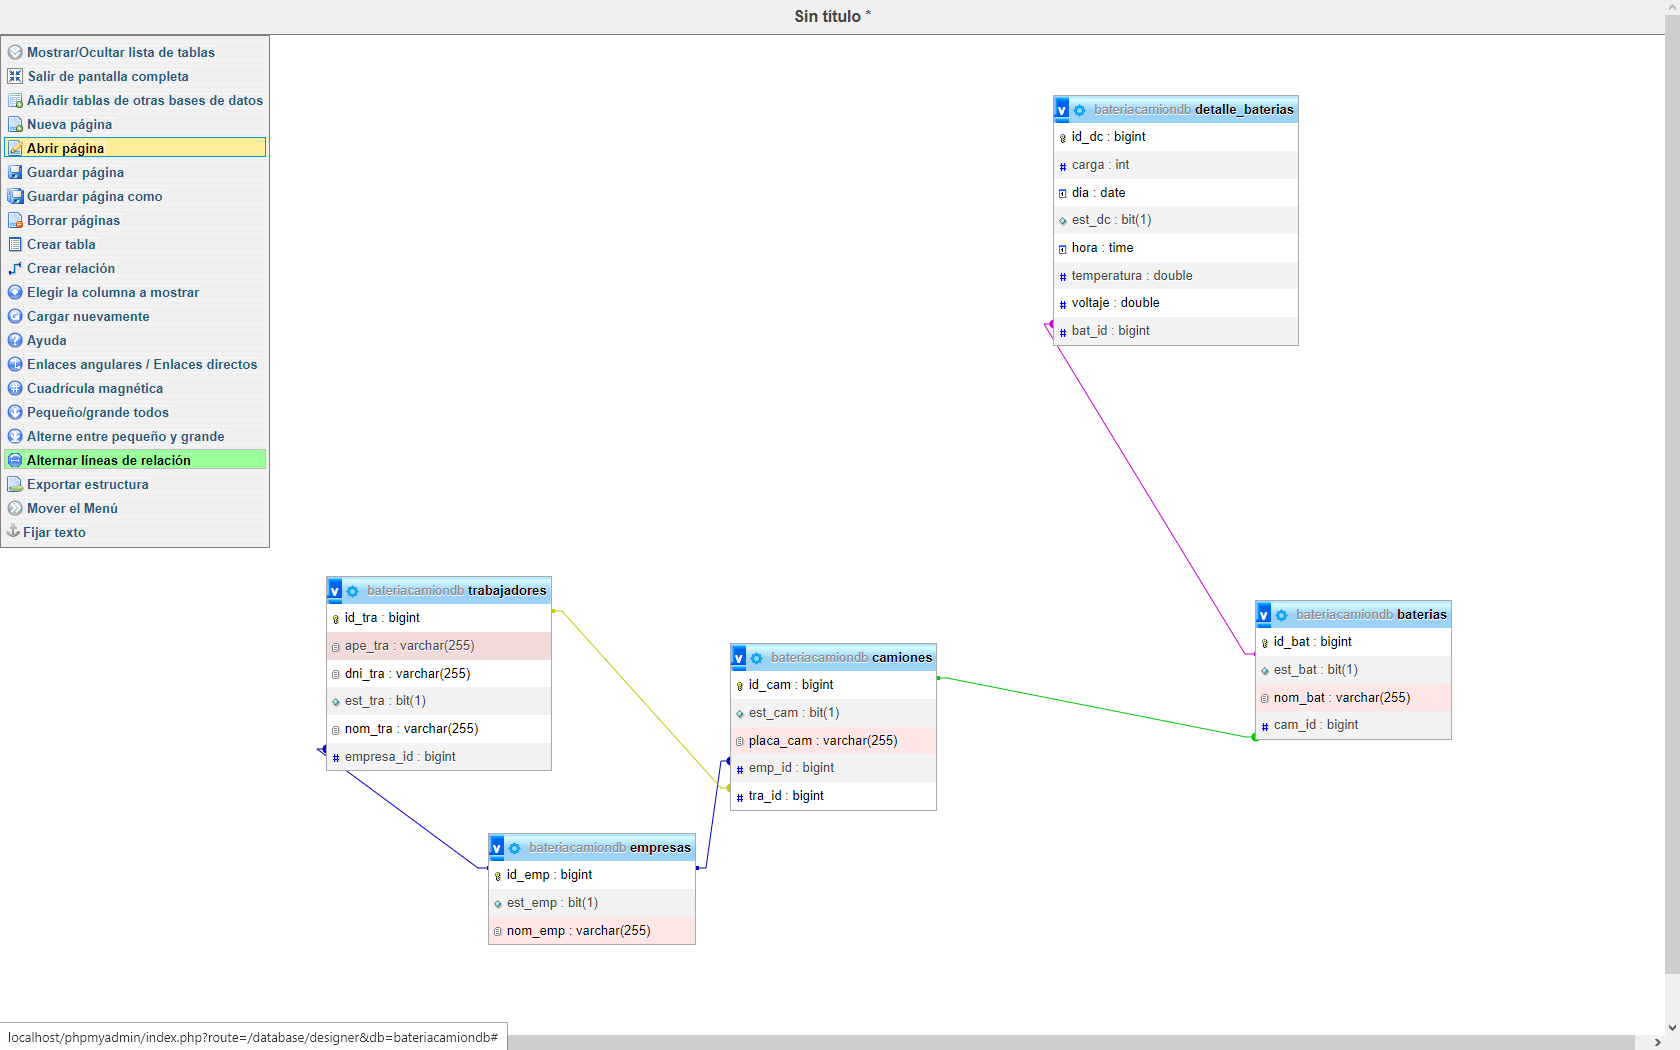 Sin título *
Mostrar/Ocultar lista de tablas
Salir de pantalla completa
Añadir tablas de otras bases de datos
Nueva página
Abrir página
Guardar página
Guardar página como
Borrar páginas
Crear tabla
Crear relación
Elegir la columna a mostrar
Cargar nuevamente
Ayuda
Enlaces angulares / Enlaces directos
Cuadrícula magnética
Pequeño/grande todos
Alterne entre pequeño y grande
Alternar líneas de relación
Exportar estructura
Mover el Menú
Fijar texto
v bateriacamiondb detalle_baterias
id_dc : bigint
# carga : int
dia : date
est_dc : bit(1)
hora : time
# temperatura : double
# voltaje : double
# bat_id : bigint
v bateriacamiondb trabajadores
id_tra : bigint
ape_tra : varchar(255)
dni_tra : varchar(255)
est_tra : bit(1)
nom_tra : varchar(255)
# empresa_id : bigint
v bateriacamiondb camiones
id_cam : bigint
est_cam : bit(1)
placa_cam : varchar(255)
# emp_id : bigint
# tra_id : bigint
v bateriacamiondb baterias
id_bat : bigint
est_bat : bit(1)
nom_bat : varchar(255)
# cam_id : bigint
v bateriacamiondb empresas
id_emp : bigint
est_emp : bit(1)
nom_emp : varchar(255)
localhost/phpmyadmin/index.php?route=/database/designer&db=bateriacamiondb#